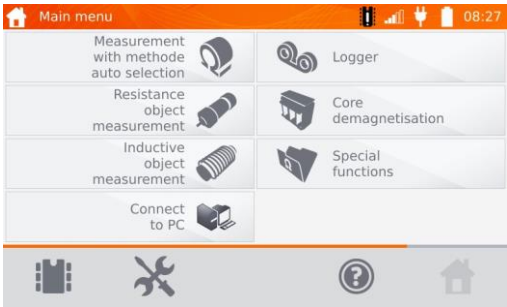 Main menu
08:27
Measurement
with methode
auto selection
Logger
Resistance
object
measurement
Core
demagnetisation
Inductive
object
measurement
Special
functions
Connect
to PC